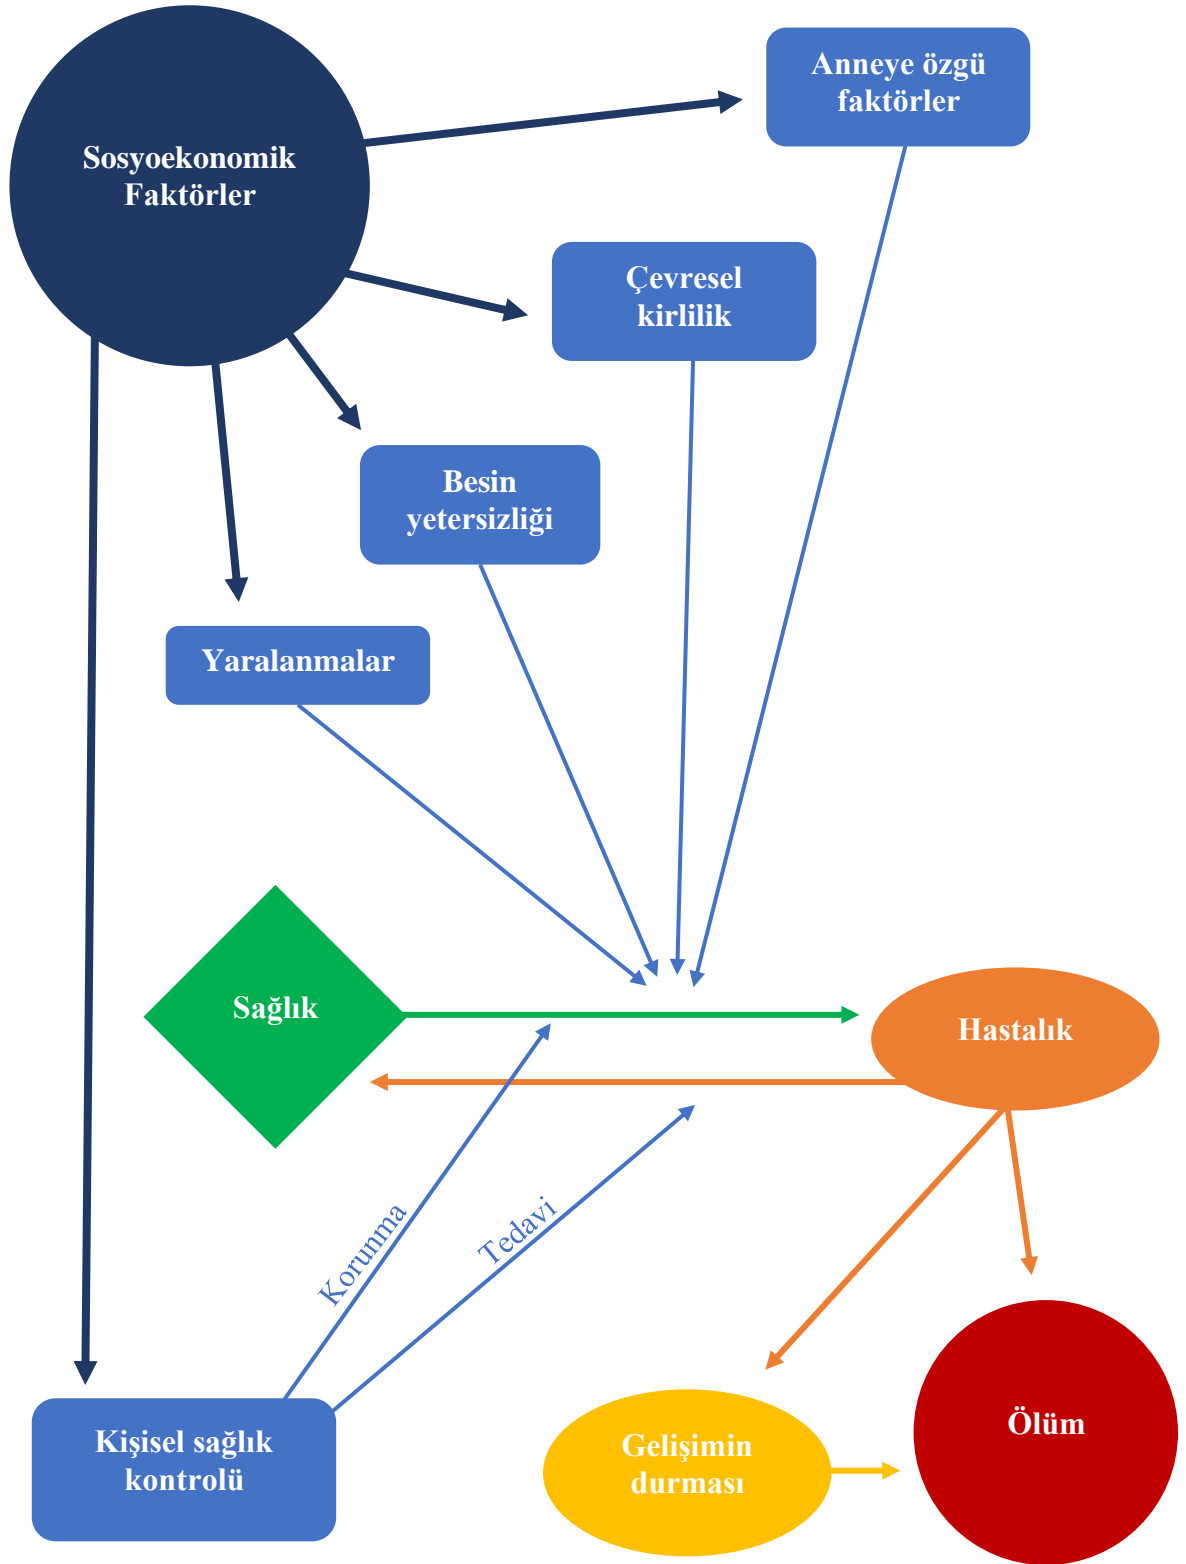 Anneye özgü
faktörler
Sosyoekonomik
Faktörler
Çevresel
kirlilik
Besin
yetersizliği
Yaralanmalar
Sağlık
Hastalık
Korunma
Tedavi
Kişisel sağlık
kontrolü
Gelişimin
durması
Ölüm